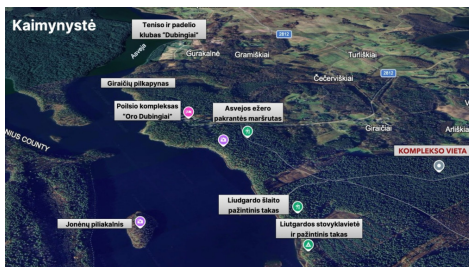 Kaimynystė
Teniso ir padelio
klubas "Dubingiai"
2812
Asveja
Gurakalnė
Gramiškiai
Turliškiai
2812
Čečerviškiai
Giraičių pilkapynas
Poilsio kompleksas
"Oro Dubingiai"
Asvejos ežero
pakrantės maršrutas
Giraičiai
Arliškia
NIUS COUNTY
KOMPLEKSO VIETA
Liudgardo šlaito
pažintinis takas
Jonėnų piliakalnis
Liutgardos stovyklavietė
ir pažintinis takas